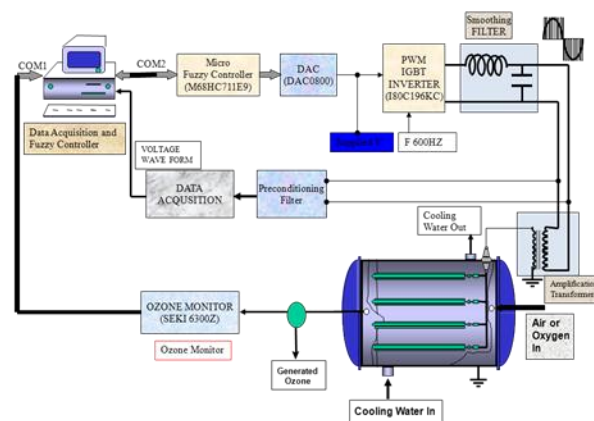 COM1
COM2
Micro
Fuzzy Controller
(M68HC711E9)
DAC
(DAC0800)
PWM
IGBT
INVERTER
(I80C196KC)
Smoothing
FILTER
Data Acquisition and
Fuzzy Controller
F 600HZ
VOLTAGE
WAVE FORM
DATA
ACQUSITION
Preconditioning
Filter
Cooling
Water Out
Amplification
Transformer
OZONE MONITOR
(SEKI 6300Z)
Ozone Monitor
Generated
Ozone
Air or
Oxygen
In
Cooling Water In